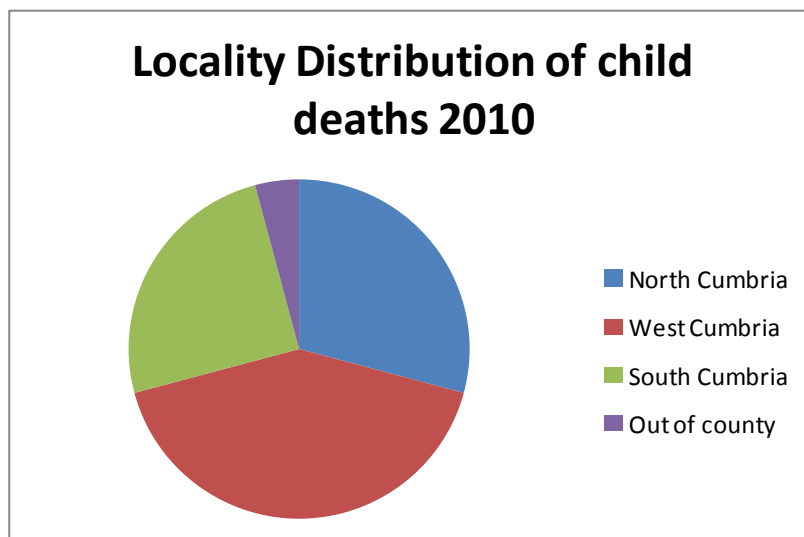 Locality Distribution of child
deaths 2010
North Cumbria
West Cumbria
South Cumbria
Out of county